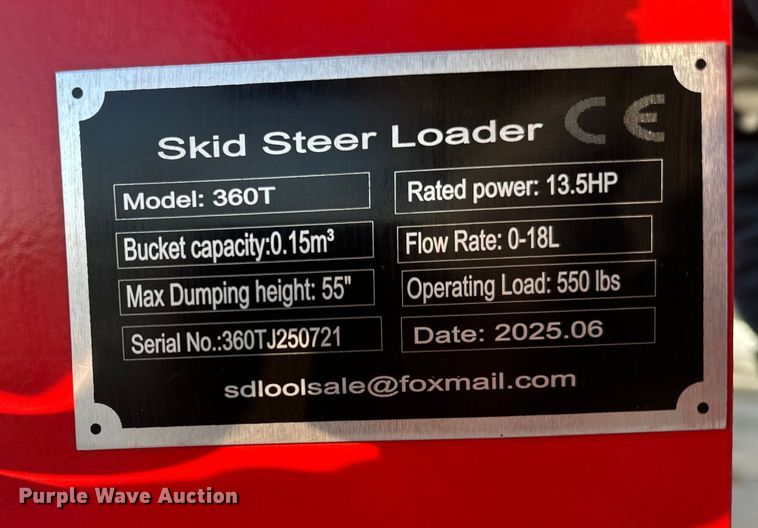 Skid Steer Loader CE
Model: 360T
Rated power: 13.5HP
Bucket capacity:0.15m³
Flow Rate: 0-18L
Max Dumping height: 55"
Operating Load: 550 lbs
Serial No.:360TJ250721
Date: 2025.06
sdloolsale@foxmail.com
Purple Wave Auction